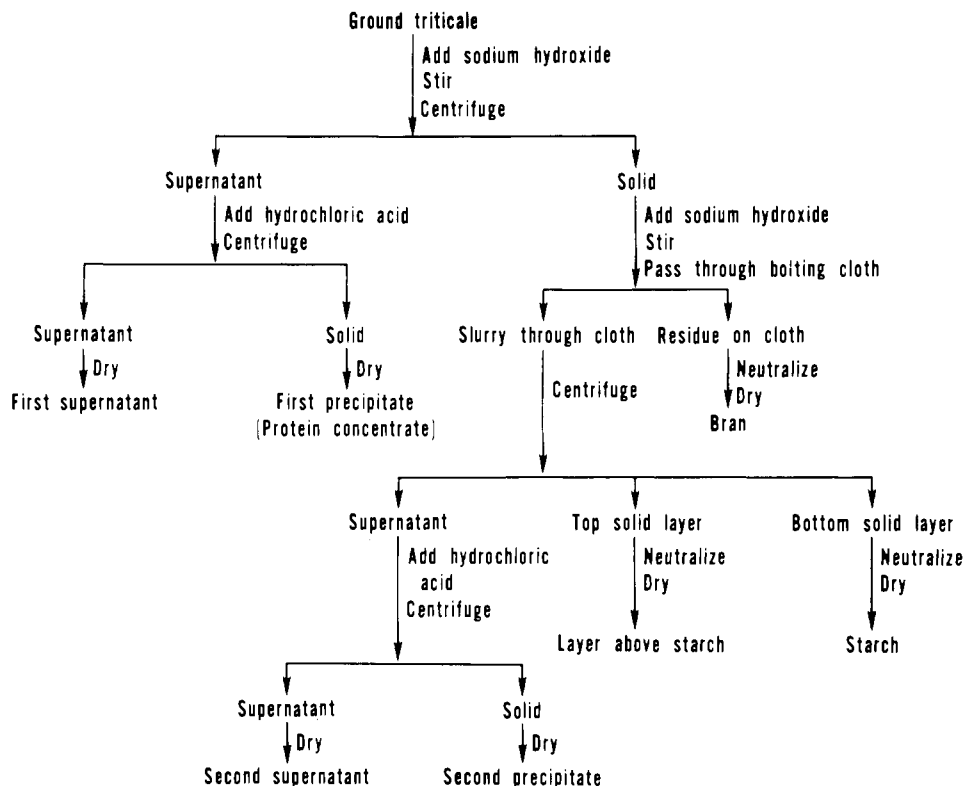 Ground triticale
Add sodium hydroxide
Stir
Centrifuge
Supernatant
Solid
Add hydrochloric acid
Centrifuge
Add sodium hydroxide
Stir
Pass through bolting cloth
Supernatant
Solid
Slurry through cloth
Residue on cloth
Dry
Dry
Centrifuge
Neutralize
Dry
First supernatant
First precipitate
(Protein concentrate)
Bran
Supernatant
Top solid layer
Bottom solid layer
Add hydrochloric
acid
Centrifuge
Neutralize
Dry
Neutralize
Dry
Layer above starch
Starch
Supernatant
Solid
Dry
Dry
Second supernatant
Second precipitate